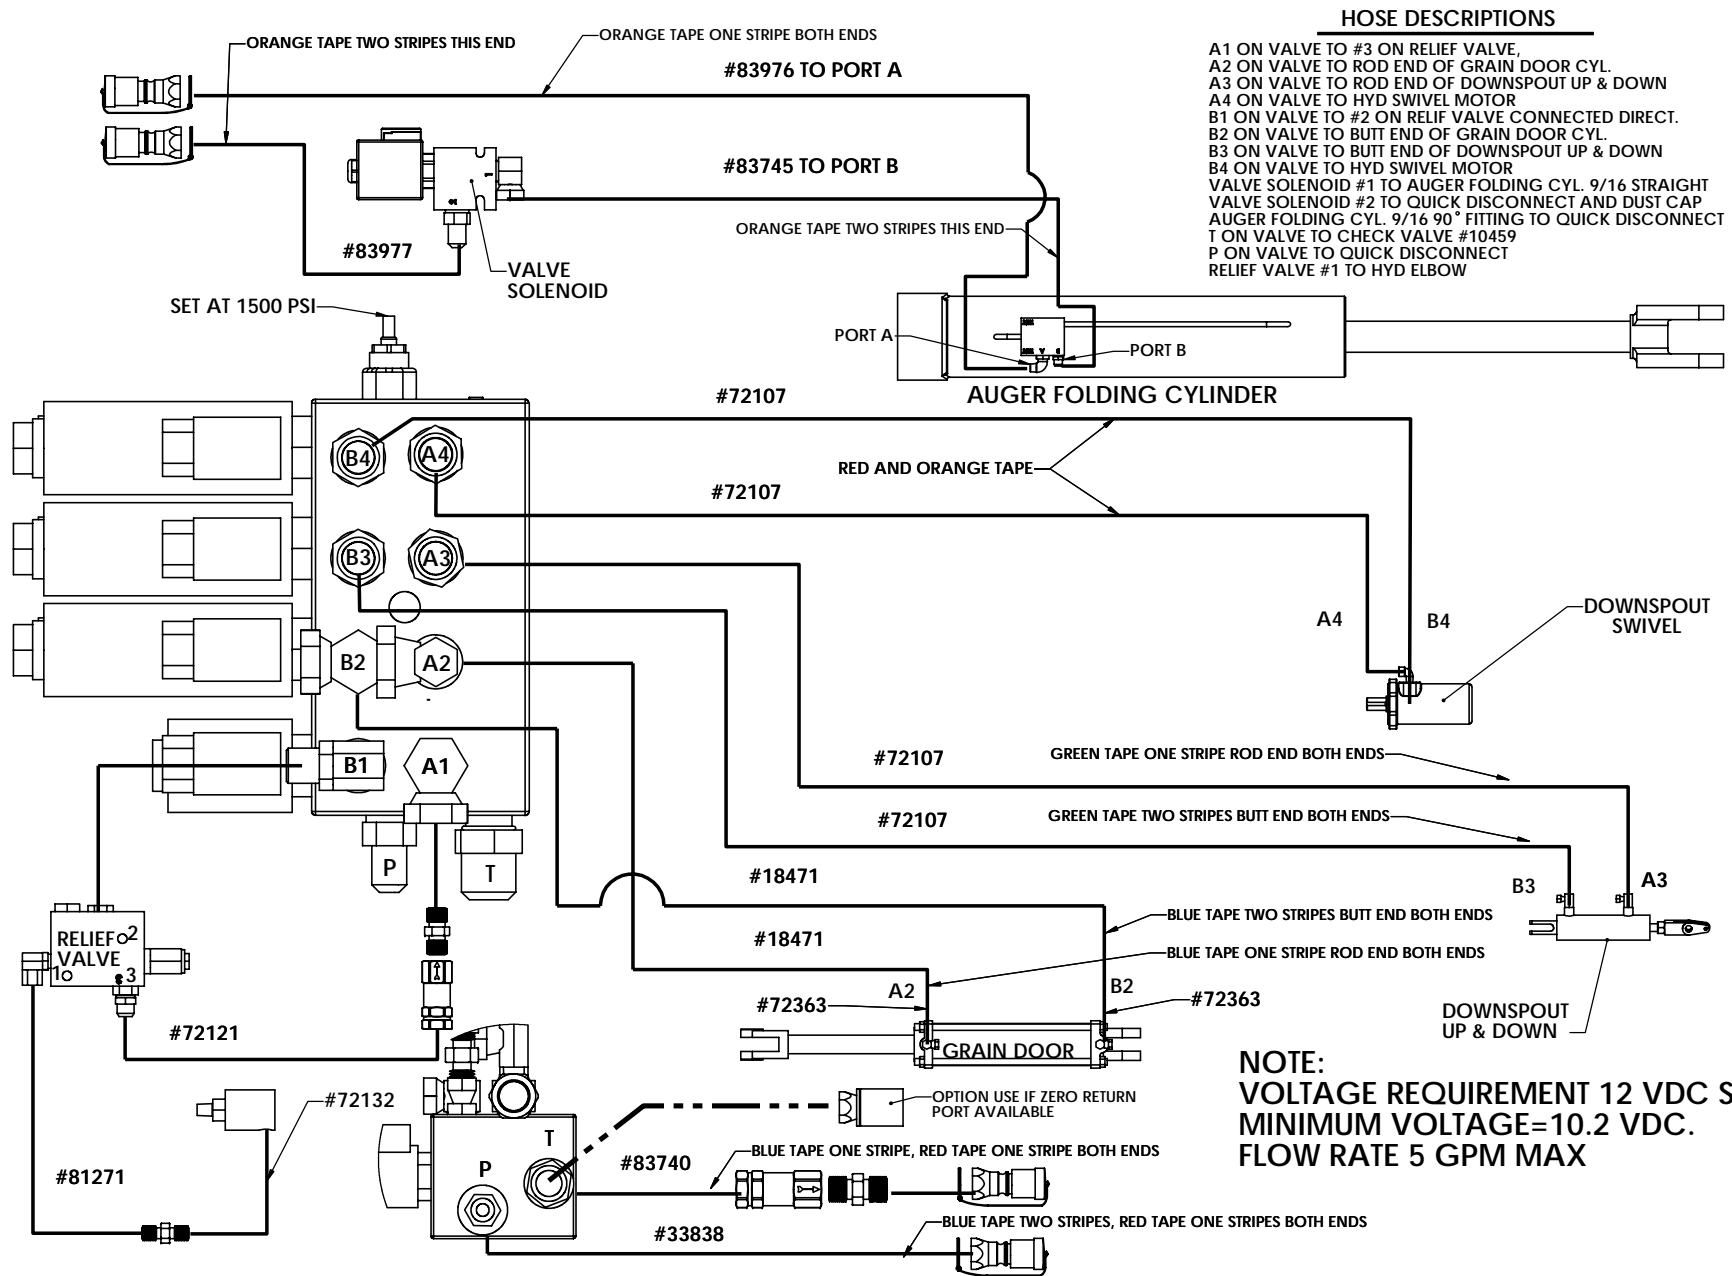 HOSE DESCRIPTIONS
A1 ON VALVE TO #3 ON RELIEF VALVE,
A2 ON VALVE TO ROD END OF GRAIN DOOR CYL.
A3 ON VALVE TO ROD END OF DOWNSPOUT UP & DOWN
A4 ON VALVE TO HYD SWIVEL MOTOR
B1 ON VALVE TO #2 ON RELIF VALVE CONNECTED DIRECT.
B2 ON VALVE TO BUTT END OF GRAIN DOOR CYL.
B3 ON VALVE TO BUTT END OF DOWNSPOUT UP & DOWN
B4 ON VALVE TO HYD SWIVEL MOTOR
VALVE SOLENOID #1 TO AUGER FOLDING CYL. 9/16 STRAIGHT
VALVE SOLENOID #2 TO QUICK DISCONNECT AND DUST CAP
AUGER FOLDING CYL. 9/16 90° FITTING TO QUICK DISCONNECT
T ON VALVE TO CHECK VALVE #10459
P ON VALVE TO QUICK DISCONNECT
RELIEF VALVE #1 TO HYD ELBOW
ORANGE TAPE TWO STRIPES THIS END
ORANGE TAPE ONE STRIPE BOTH ENDS
#83976 TO PORT A
#83745 TO PORT B
ORANGE TAPE TWO STRIPES THIS END
#83977
VALVE
SOLENOID
SET AT 1500 PSI
PORT A
PORT B
AUGER FOLDING CYLINDER
#72107
B4
A4
RED AND ORANGE TAPE
#72107
B3
A3
A4
B4
DOWNSPOUT
SWIVEL
B2
A2
#72107
GREEN TAPE ONE STRIPE ROD END BOTH ENDS
B1
A1
#72107
GREEN TAPE TWO STRIPES BUTT END BOTH ENDS
P
T
#18471
B3
A3
BLUE TAPE TWO STRIPES BUTT END BOTH ENDS
#18471
BLUE TAPE ONE STRIPE ROD END BOTH ENDS
RELIEF
VALVE
2
1
3
A2
B2
#72363
#72363
DOWNSPOUT
UP & DOWN
#72121
GRAIN DOOR
NOTE:
VOLTAGE REQUIREMENT 12 VDC S
MINIMUM VOLTAGE=10.2 VDC.
FLOW RATE 5 GPM MAX
#72132
OPTION USE IF ZERO RETURN
PORT AVAILABLE
T
P
#83740
BLUE TAPE ONE STRIPE, RED TAPE ONE STRIPE BOTH ENDS
#81271
#33838
BLUE TAPE TWO STRIPES, RED TAPE ONE STRIPES BOTH ENDS